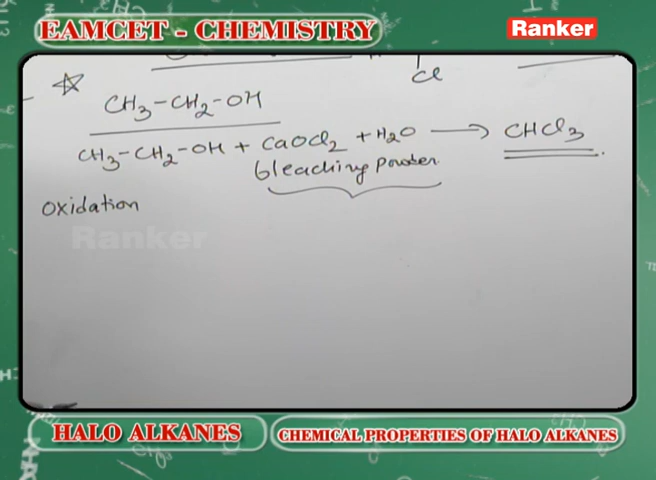 EAMCET - CHEMISTRY
Ranker
Cl
CH3-CH2-OH
CH3-CH2-OH + CaOCl2 + H2O → CHCl3
bleaching powder
Oxidation
Ranker
HALO ALKANES
CHEMICAL PROPERTIES OF HALO ALKANES